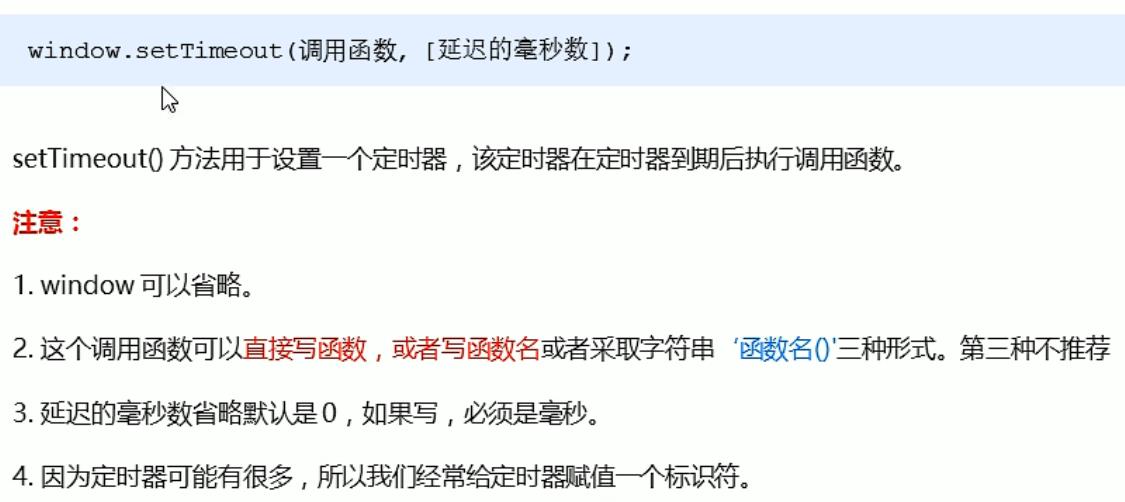 window.setTimeout(调用函数, [延迟的毫秒数]);
setTimeout() 方法用于设置一个定时器，该定时器在定时器到期后执行调用函数。
注意：
1. window 可以省略。
2. 这个调用函数可以直接写函数，或者写函数名或者采取字符串 ‘函数名()'三种形式。第三种不推荐
3. 延迟的毫秒数省略默认是 0，如果写，必须是毫秒。
4. 因为定时器可能有很多，所以我们经常给定时器赋值一个标识符。